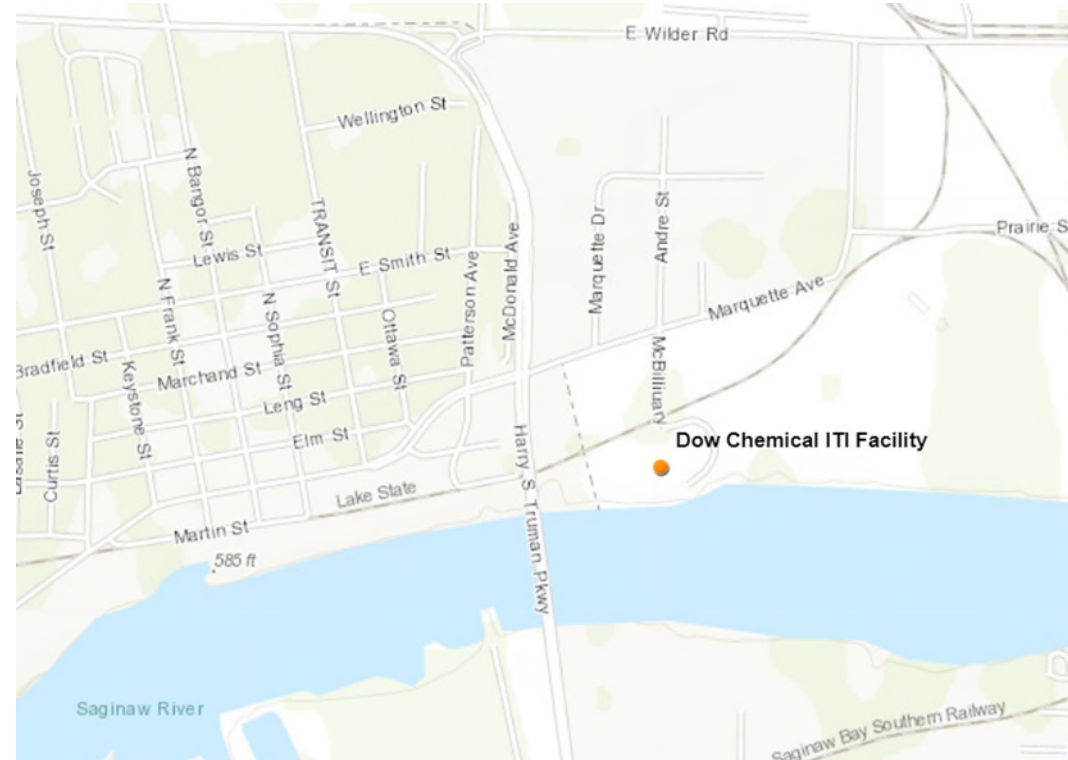 E Wilder Rd
Wellington St
Joseph St
N Bangor St
TRANSIT St
Lewis St
E Smith St
Patterson Ave
McDonald Ave
Marquette Dr
Andre St
Prairie S
Marquette Ave
N Frank St
N Sophia St
Ottawa St
Bradfield St
Keystone St
Marchand St
Leng St
Elm St
McBilliuary
Dow Chemical ITI Facility
Lasalle St
Curtis St
Harry S Truman Pkwy
Lake State
Martin St
585 ft
Saginaw River
Saginaw Bay Southern Railway